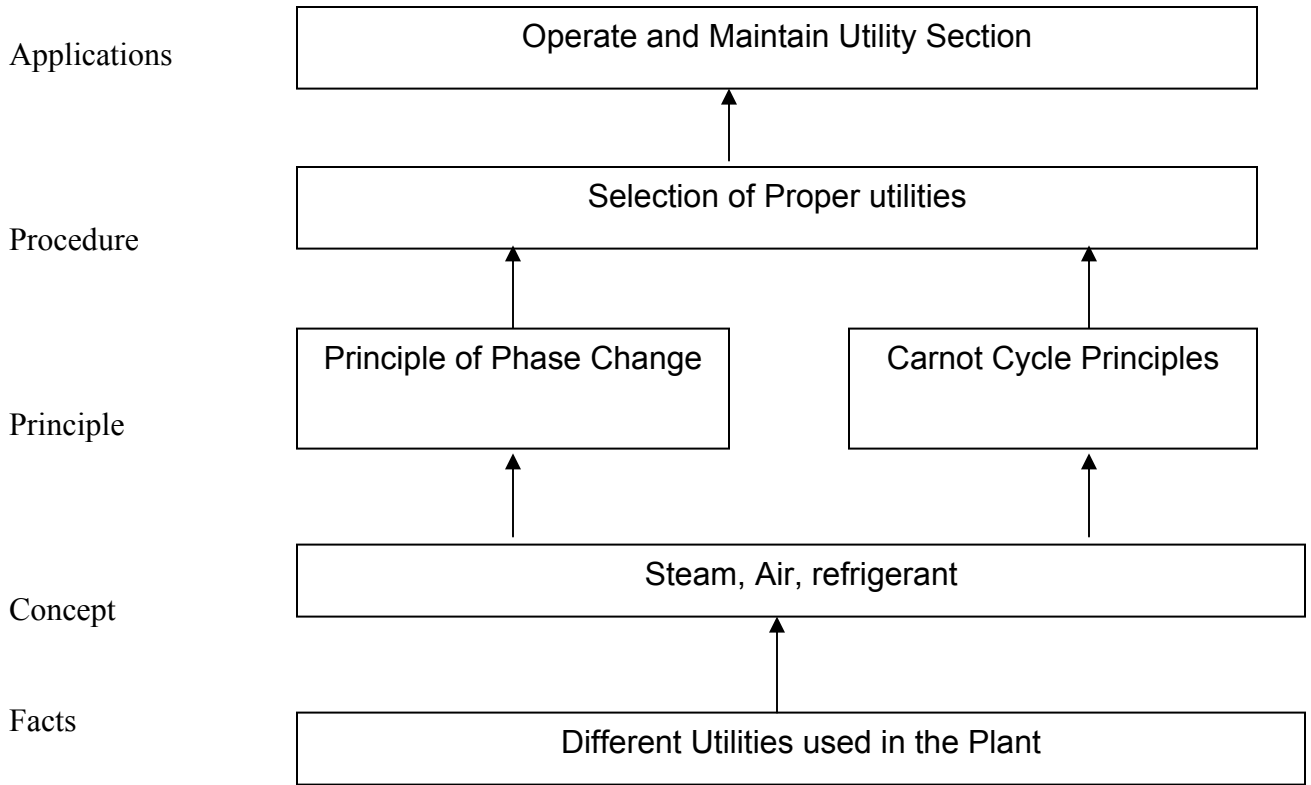 Applications
Operate and Maintain Utility Section
Selection of Proper utilities
Procedure
Principle of Phase Change
Carnot Cycle Principles
Principle
Steam, Air, refrigerant
Concept
Facts
Different Utilities used in the Plant